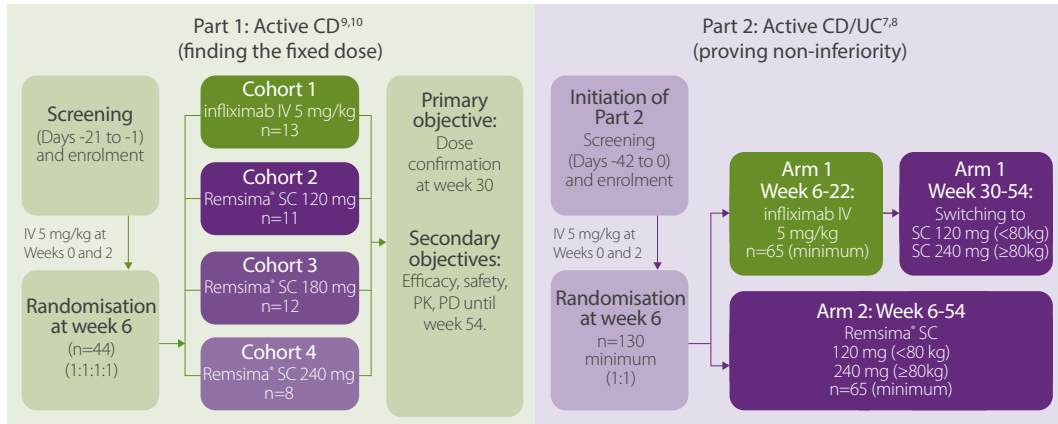 Part 1: Active CD9,10
(finding the fixed dose)
Screening
(Days -21 to -1)
and enrolment
IV 5 mg/kg at
Weeks 0 and 2
Randomisation
at week 6
(n=44)
(1:1:1:1)
Cohort 1
infliximab IV 5 mg/kg
n=13
Cohort 2
Remsima® SC 120 mg
n=11
Cohort 3
Remsima® SC 180 mg
n=12
Cohort 4
Remsima® SC 240 mg
n=8
Primary
objective:
Dose
confirmation
at week 30
Secondary
objectives:
Efficacy, safety,
PK, PD until
week 54.
Part 2: Active CD/UC7,8
(proving non-inferiority)
Initiation of
Part 2
Screening
(Days -42 to 0)
and enrolment
IV 5 mg/kg at
Weeks 0 and 2
Randomisation
at week 6
n=130
minimum
(1:1)
Arm 1
Week 6-22:
infliximab IV
5 mg/kg
n=65 (minimum)
Arm 1
Week 30-54:
Switching to
SC 120 mg (<80kg)
SC 240 mg (≥80kg)
Arm 2: Week 6-54
Remsima® SC
120 mg (<80 kg)
240 mg (≥80kg)
n=65 (minimum)